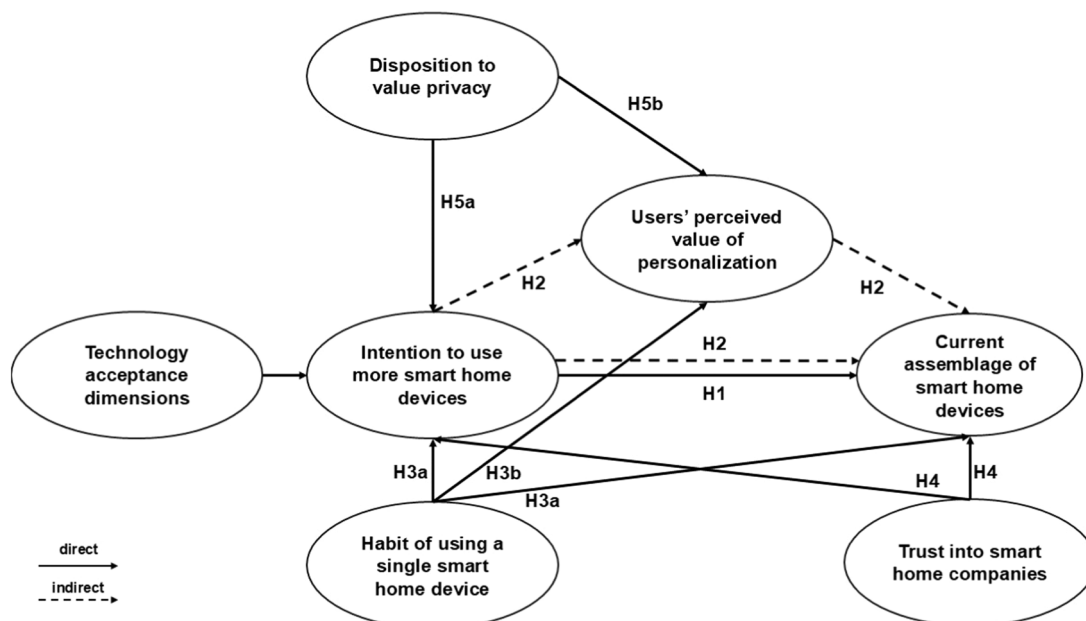 Disposition to
value privacy
H5b
H5a
Users' perceived
value of
personalization
H2
H2
Technology
acceptance
dimensions
Intention to use
more smart home
devices
H2
H1
Current
assemblage of
smart home
devices
H3a
H3b
H3a
H4
H4
Habit of using a
single smart
home device
Trust into smart
home companies
direct
indirect